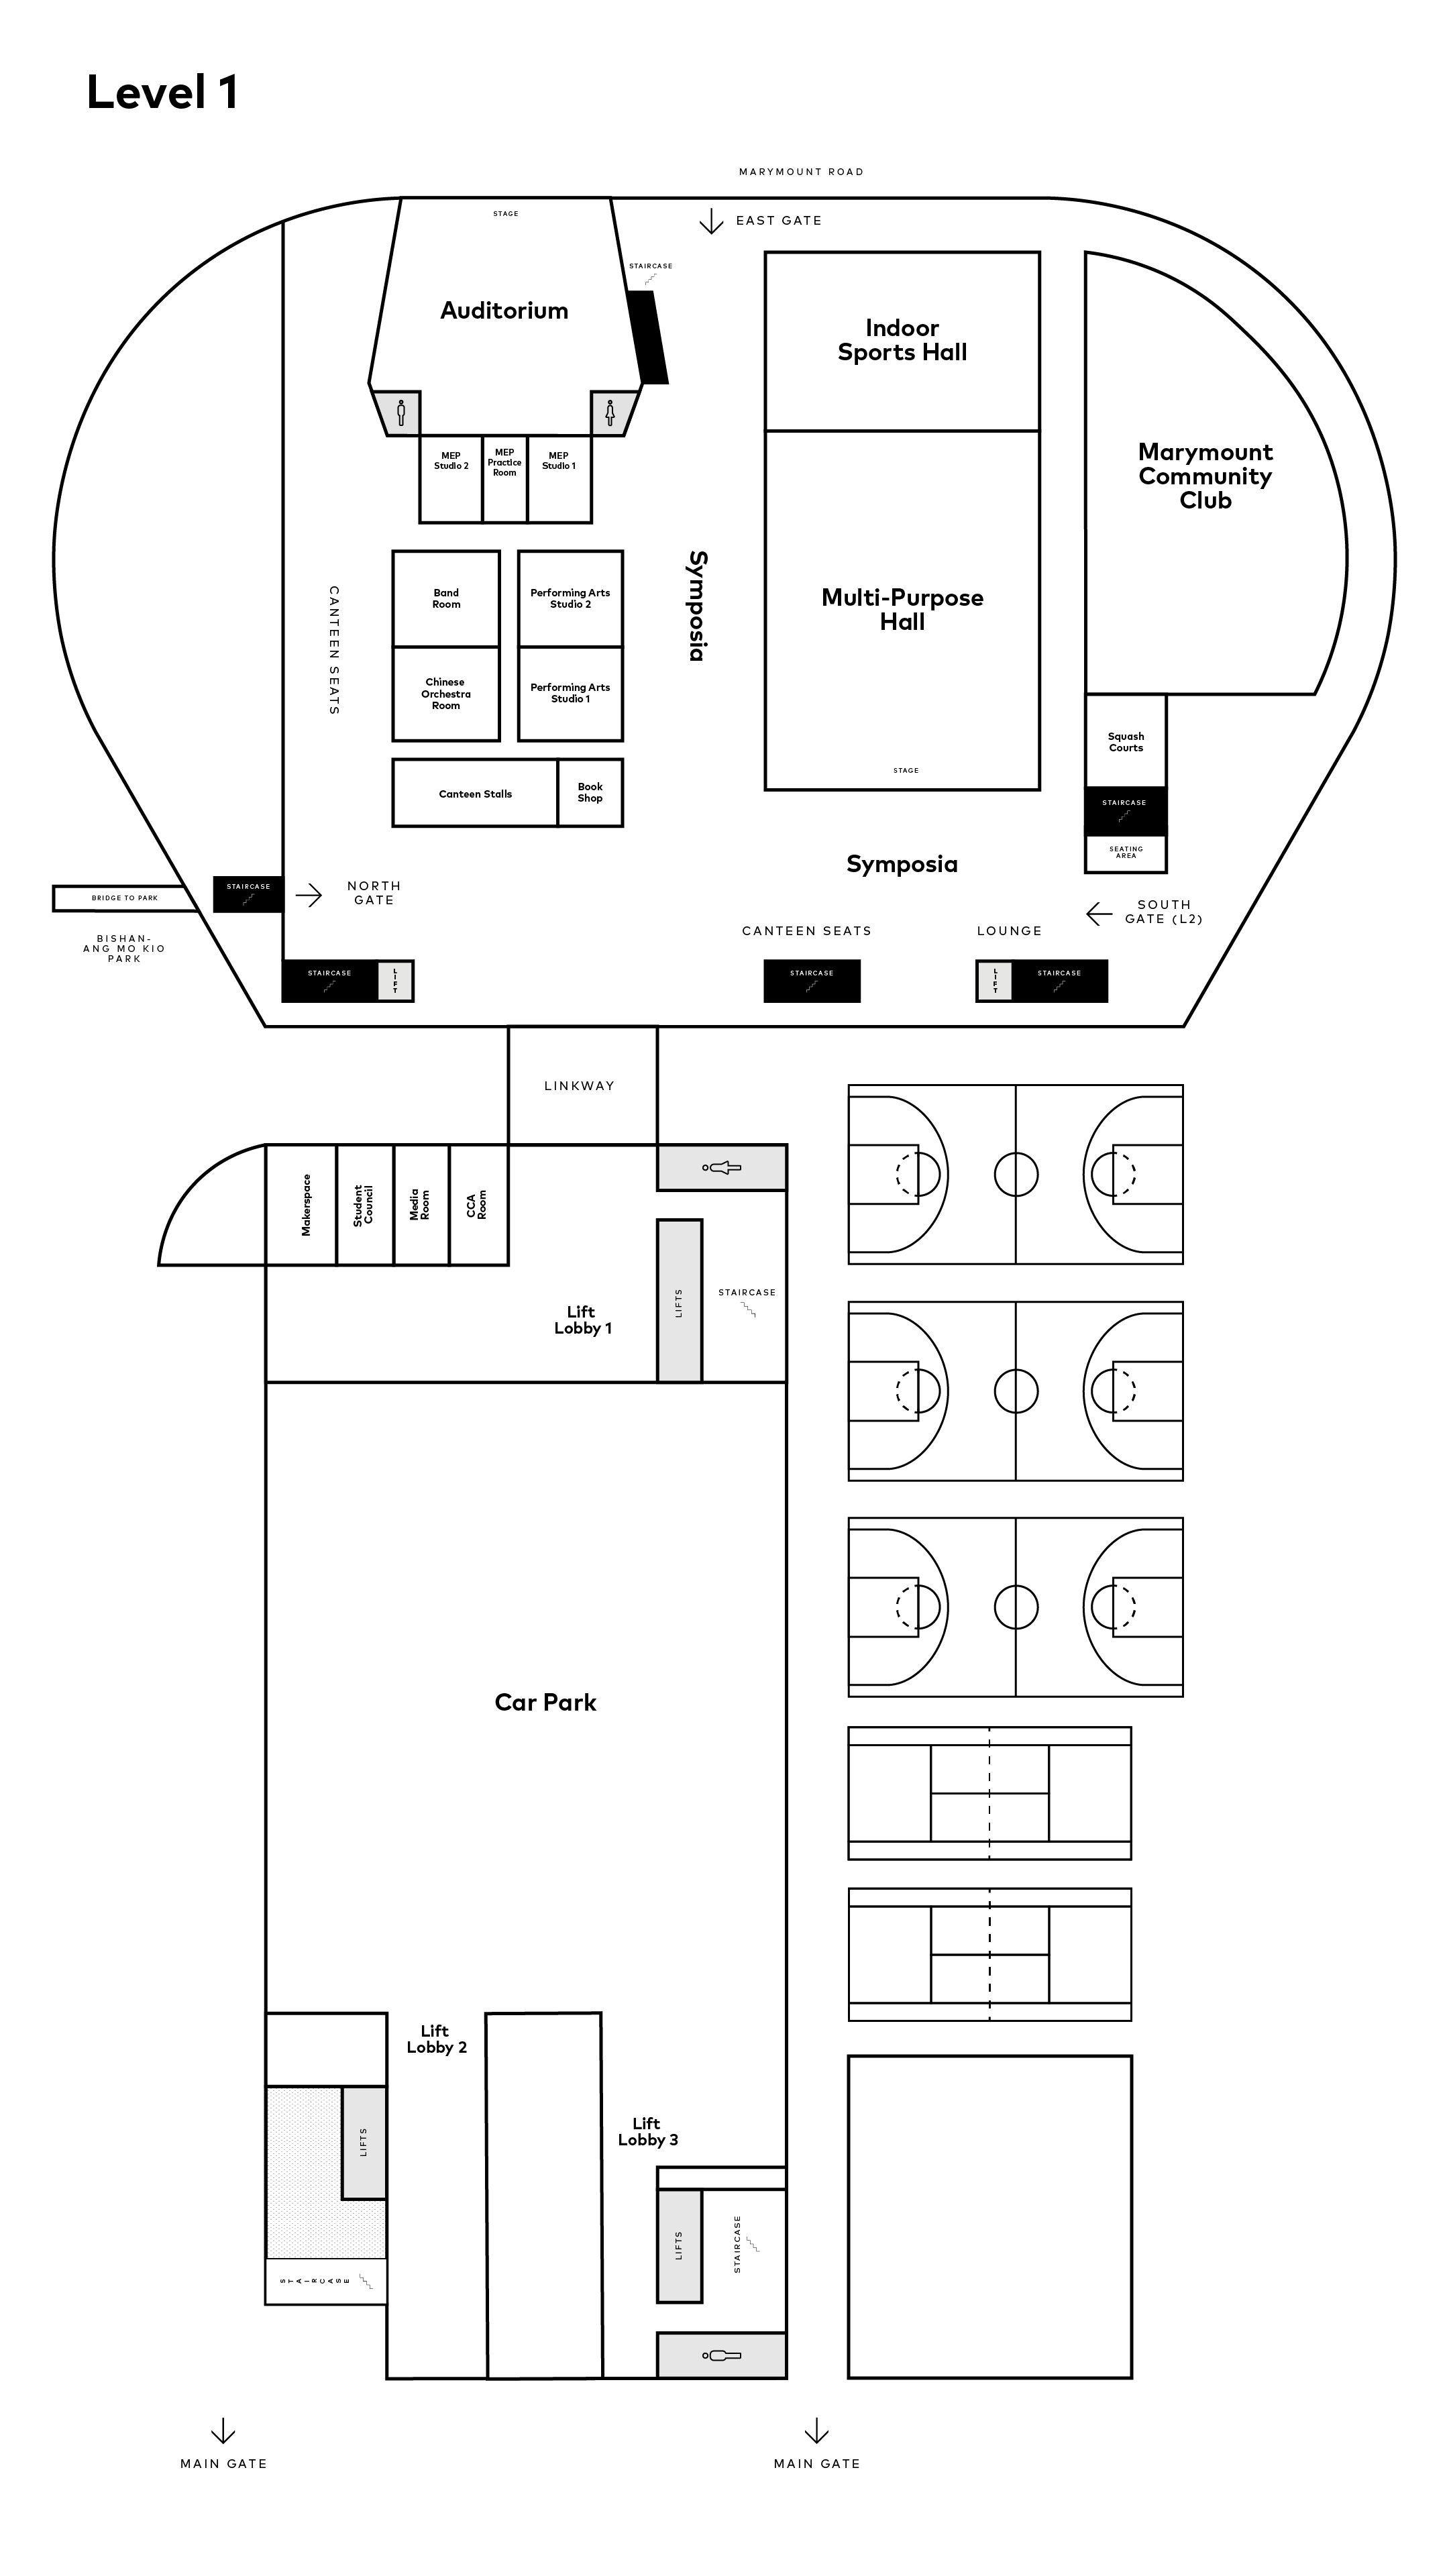 Level 1
MARYMOUNT ROAD
STAGE
EAST GATE
STAIRCASE
Auditorium
Indoor
Sports Hall
Marymount
Community
Club
MEP
Studio 2
MEP
Practice
Room
MEP
Studio 1
Symposia
CANTEEN SEATS
Band
Room
Performing Arts
Studio 2
Multi-Purpose
Hall
Chinese
Orchestra
Room
Performing Arts
Studio 1
Squash
Courts
STAGE
Canteen Stalls
Book
Shop
STAIRCASE
SEATING
AREA
Symposia
STAIRCASE
NORTH
GATE
BRIDGE TO PARK
SOUTH
GATE (L2)
BISHAN-
ANG MO KIO
PARK
CANTEEN SEATS
LOUNGE
STAIRCASE
LIFT
STAIRCASE
LIFT
STAIRCASE
LINKWAY
Makerspace
Student
Council
Media
Room
CCA
Room
LIFTS
STAIRCASE
Lift
Lobby 1
Car Park
Lift
Lobby 2
Lift
Lobby 3
LIFTS
LIFTS
STAIRCASE
STAIRCASE
MAIN GATE
MAIN GATE